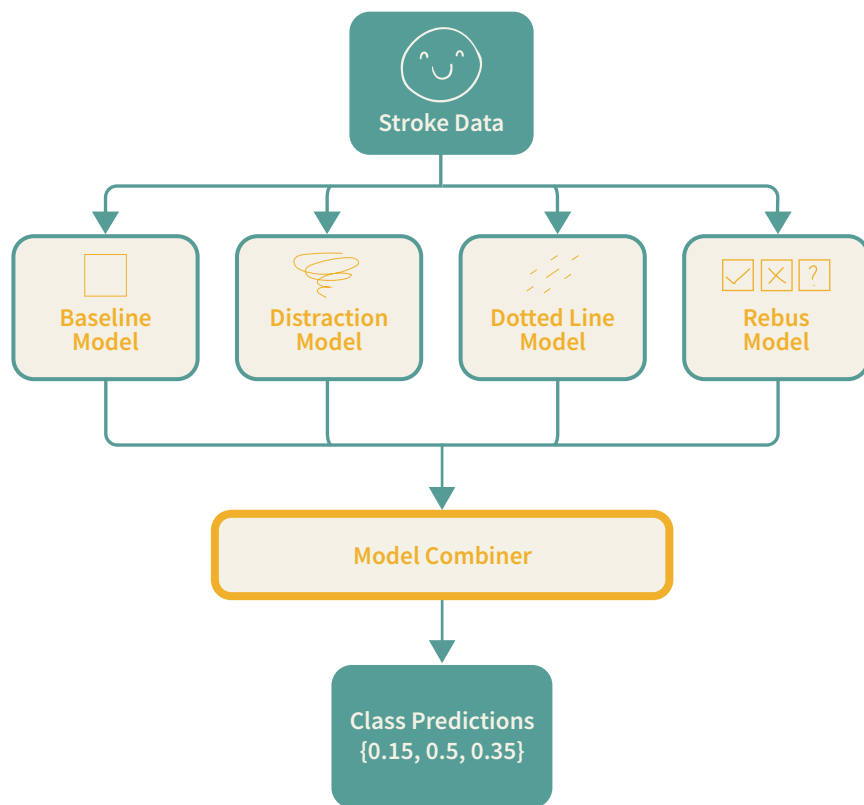 Stroke Data
Baseline
Model
Distraction
Model
Dotted Line
Model
?
Rebus
Model
Model Combiner
Class Predictions
{0.15, 0.5, 0.35}